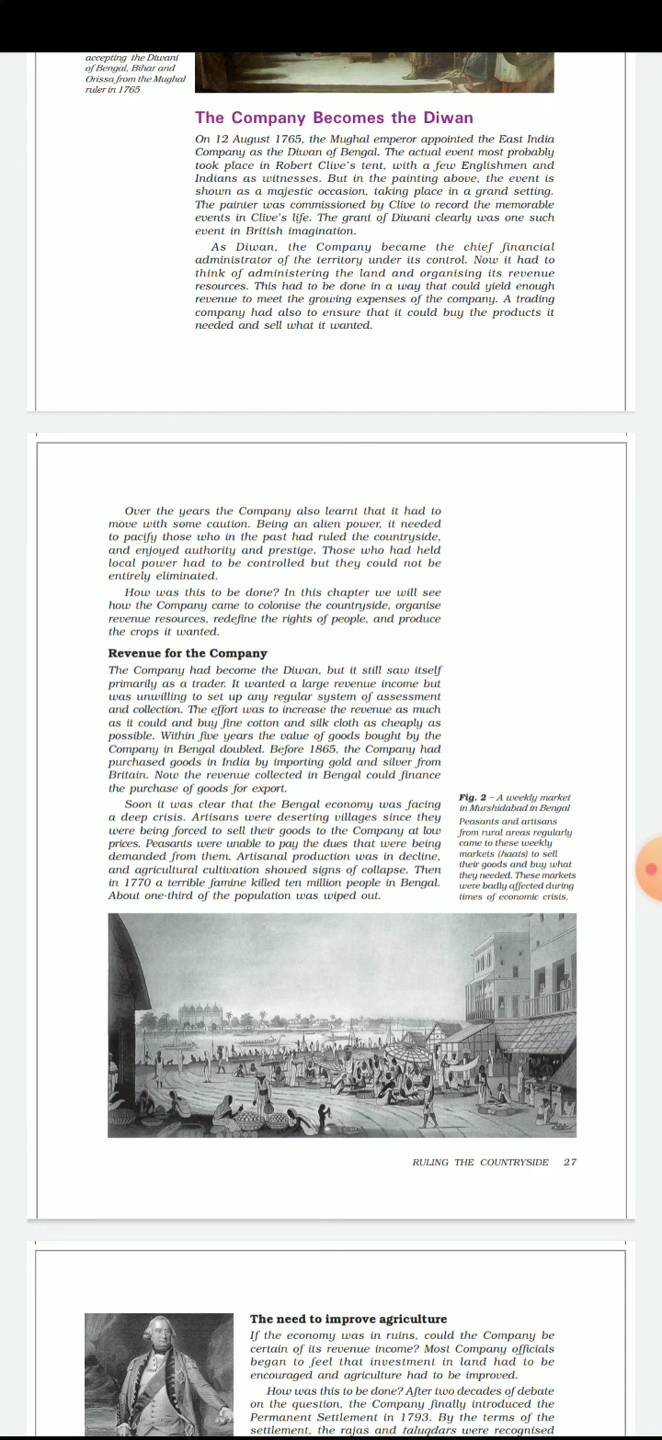 accepting the Diwani
of Bengal, Bihar and
Orissa from the Mughal
ruler in 1765
The Company Becomes the Diwan
On 12 August 1765, the Mughal emperor appointed the East India
Company as the Diwan of Bengal. The actual event most probably
took place in Robert Clive's tent, with a few Englishmen and
Indians as witnesses. But in the painting above, the event is
shown as a majestic occasion, taking place in a grand setting.
The painter was commissioned by Clive to record the memorable
events in Clive's life. The grant of Diwani clearly was one such
event in British imagination.
As Diwan, the Company became the chief financial
administrator of the territory under its control. Now it had to
think of administering the land and organising its revenue
resources. This had to be done in a way that could yield enough
revenue to meet the growing expenses of the company. A trading
company had also to ensure that it could buy the products it
needed and sell what it wanted.
Over the years the Company also learnt that it had to
move with some caution. Being an alien power, it needed
to pacify those who in the past had ruled the countryside,
and enjoyed authority and prestige. Those who had held
local power had to be controlled but they could not be
entirely eliminated.
How was this to be done? In this chapter we will see
how the Company came to colonise the countryside, organise
revenue resources, redefine the rights of people, and produce
the crops it wanted.
Revenue for the Company
The Company had become the Diwan, but it still saw itself
primarily as a trader. It wanted a large revenue income but
was unwilling to set up any regular system of assessment
and collection. The effort was to increase the revenue as much
as it could and buy fine cotton and silk cloth as cheaply as
possible. Within five years the value of goods bought by the
Company in Bengal doubled. Before 1865, the Company had
purchased goods in India by importing gold and silver from
Britain. Now the revenue collected in Bengal could finance
the purchase of goods for export.
Soon it was clear that the Bengal economy was facing
a deep crisis. Artisans were deserting villages since they
were being forced to sell their goods to the Company at low
prices. Peasants were unable to pay the dues that were being
demanded from them. Artisanal production was in decline,
and agricultural cultivation showed signs of collapse. Then
in 1770 a terrible famine killed ten million people in Bengal.
About one-third of the population was wiped out.
Fig. 2 – A weekly market
in Murshidabad in Bengal
Peasants and artisans
from rural areas regularly
came to these weekly
markets (haats) to sell
their goods and buy what
they needed. These markets
were badly affected during
times of economic crisis.
RULING THE COUNTRYSIDE 27
The need to improve agriculture
If the economy was in ruins, could the Company be
certain of its revenue income? Most Company officials
began to feel that investment in land had to be
encouraged and agriculture had to be improved.
How was this to be done? After two decades of debate
on the question, the Company finally introduced the
Permanent Settlement in 1793. By the terms of the
settlement, the rajas and taluqdars were recognised